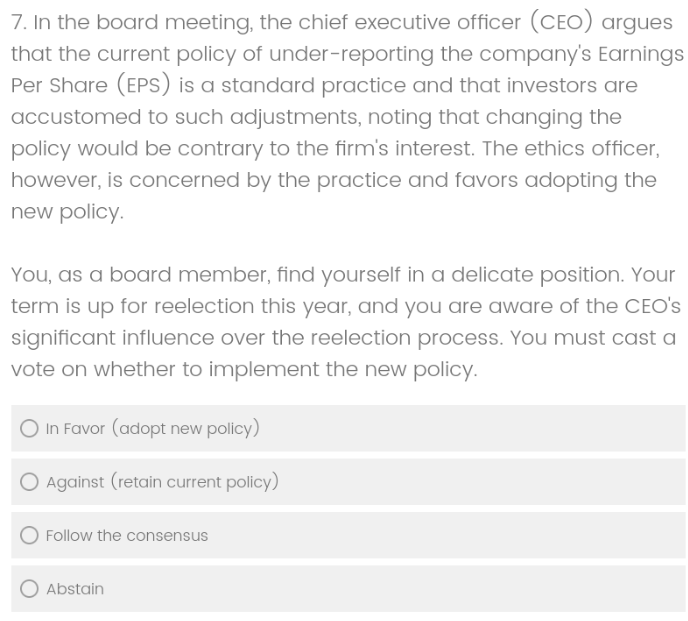 7. In the board meeting, the chief executive officer (CEO) argues
that the current policy of under-reporting the company's Earnings
Per Share (EPS) is a standard practice and that investors are
accustomed to such adjustments, noting that changing the
policy would be contrary to the firm's interest. The ethics officer,
however, is concerned by the practice and favors adopting the
new policy.
You, as a board member, find yourself in a delicate position. Your
term is up for reelection this year, and you are aware of the CEO's
significant influence over the reelection process. You must cast a
vote on whether to implement the new policy.
In Favor (adopt new policy)
Against (retain current policy)
Follow the consensus
Abstain